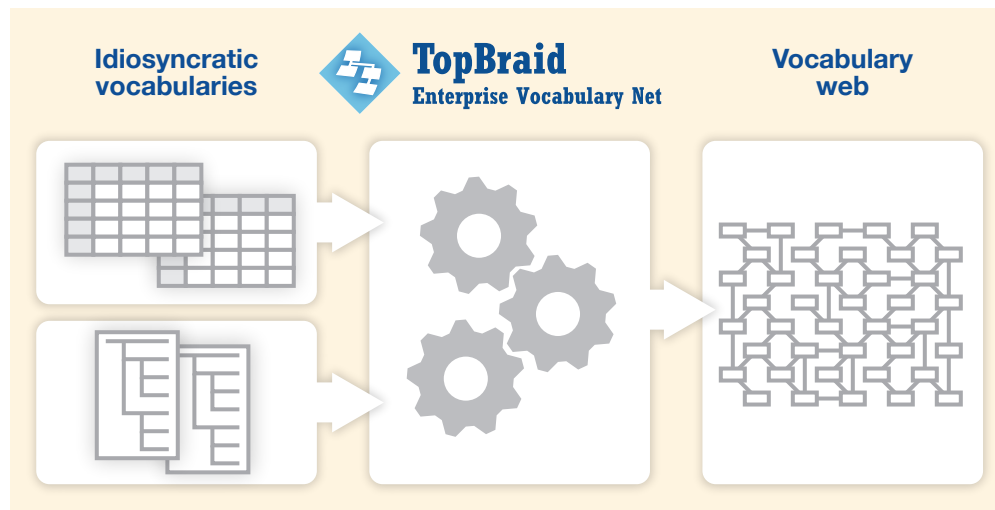 Idiosyncratic
vocabularies
TopBraid
Enterprise Vocabulary Net
Vocabulary
web